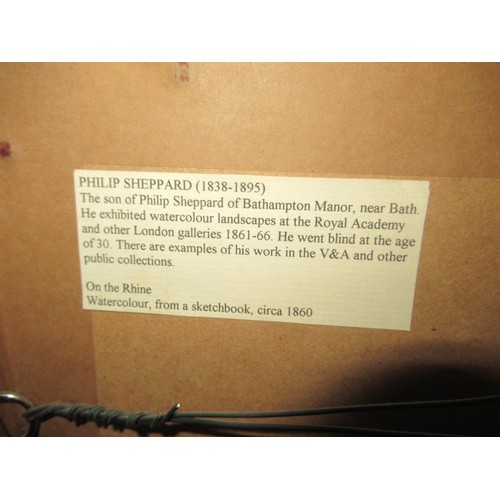 PHILIP SHEPPARD (1838-1895)
The son of Philip Sheppard of Bathampton Manor, near Bath.
He exhibited watercolour landscapes at the Royal Academy
and other London galleries 1861-66. He went blind at the age
of 30. There are examples of his work in the V&A and other
public collections.
On the Rhine
Watercolour, from a sketchbook, circa 1860